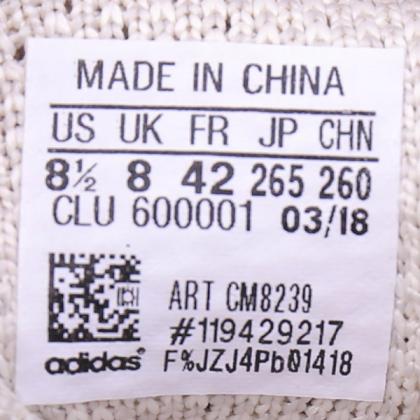 MADE IN CHINA
US UK FR JP CHN
8½ 8 42 265 260
CLU 600001 03/18
ART CM8239
#119429217
adidas® F%JZJ4Pb01418